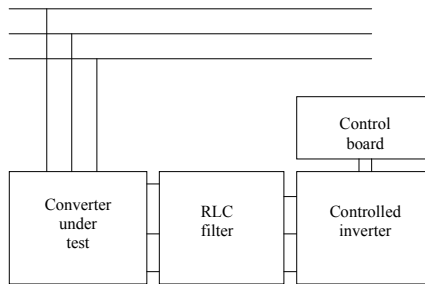 Control
board
Converter
under
test
RLC
filter
Controlled
inverter